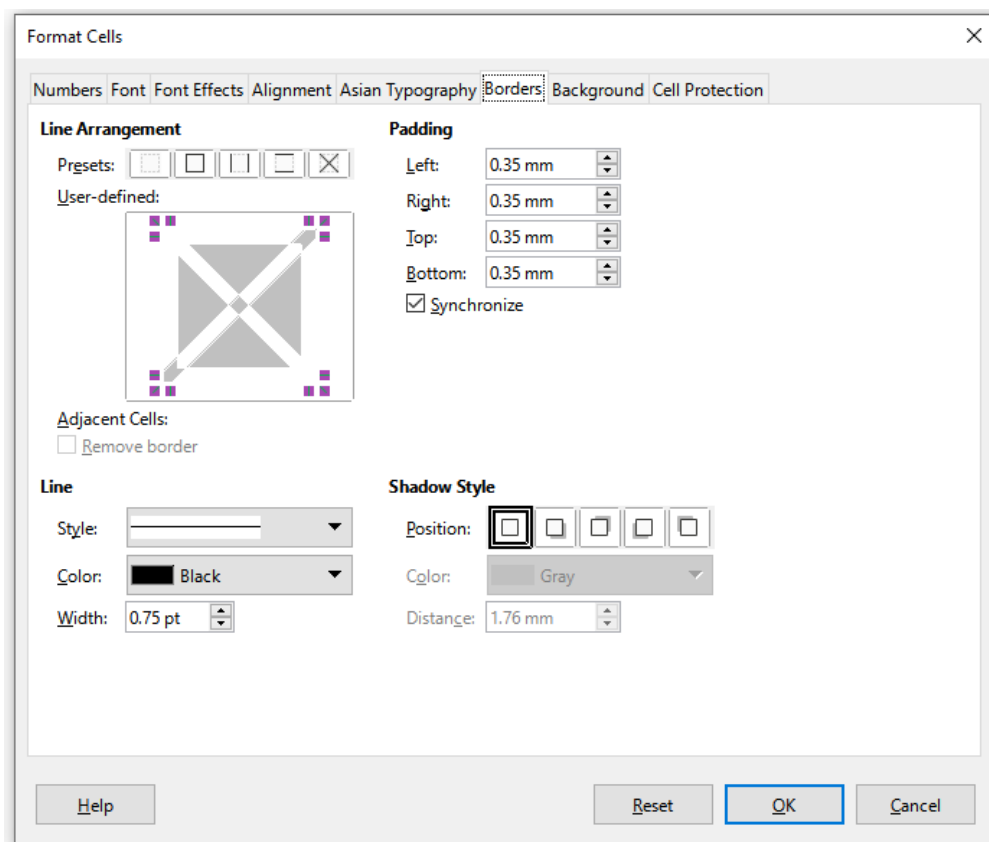 Format Cells
Numbers Font Font Effects Alignment Asian Typography Borders Background Cell Protection
Line Arrangement
Presets:
User-defined:
Adjacent Cells:
Remove border
Padding
Left: 0.35 mm
Right: 0.35 mm
Top: 0.35 mm
Bottom: 0.35 mm
Synchronize
Line
Style:
Color: Black
Width: 0.75 pt
Shadow Style
Position:
Color: Gray
Distance: 1.76 mm
Help Reset OK Cancel